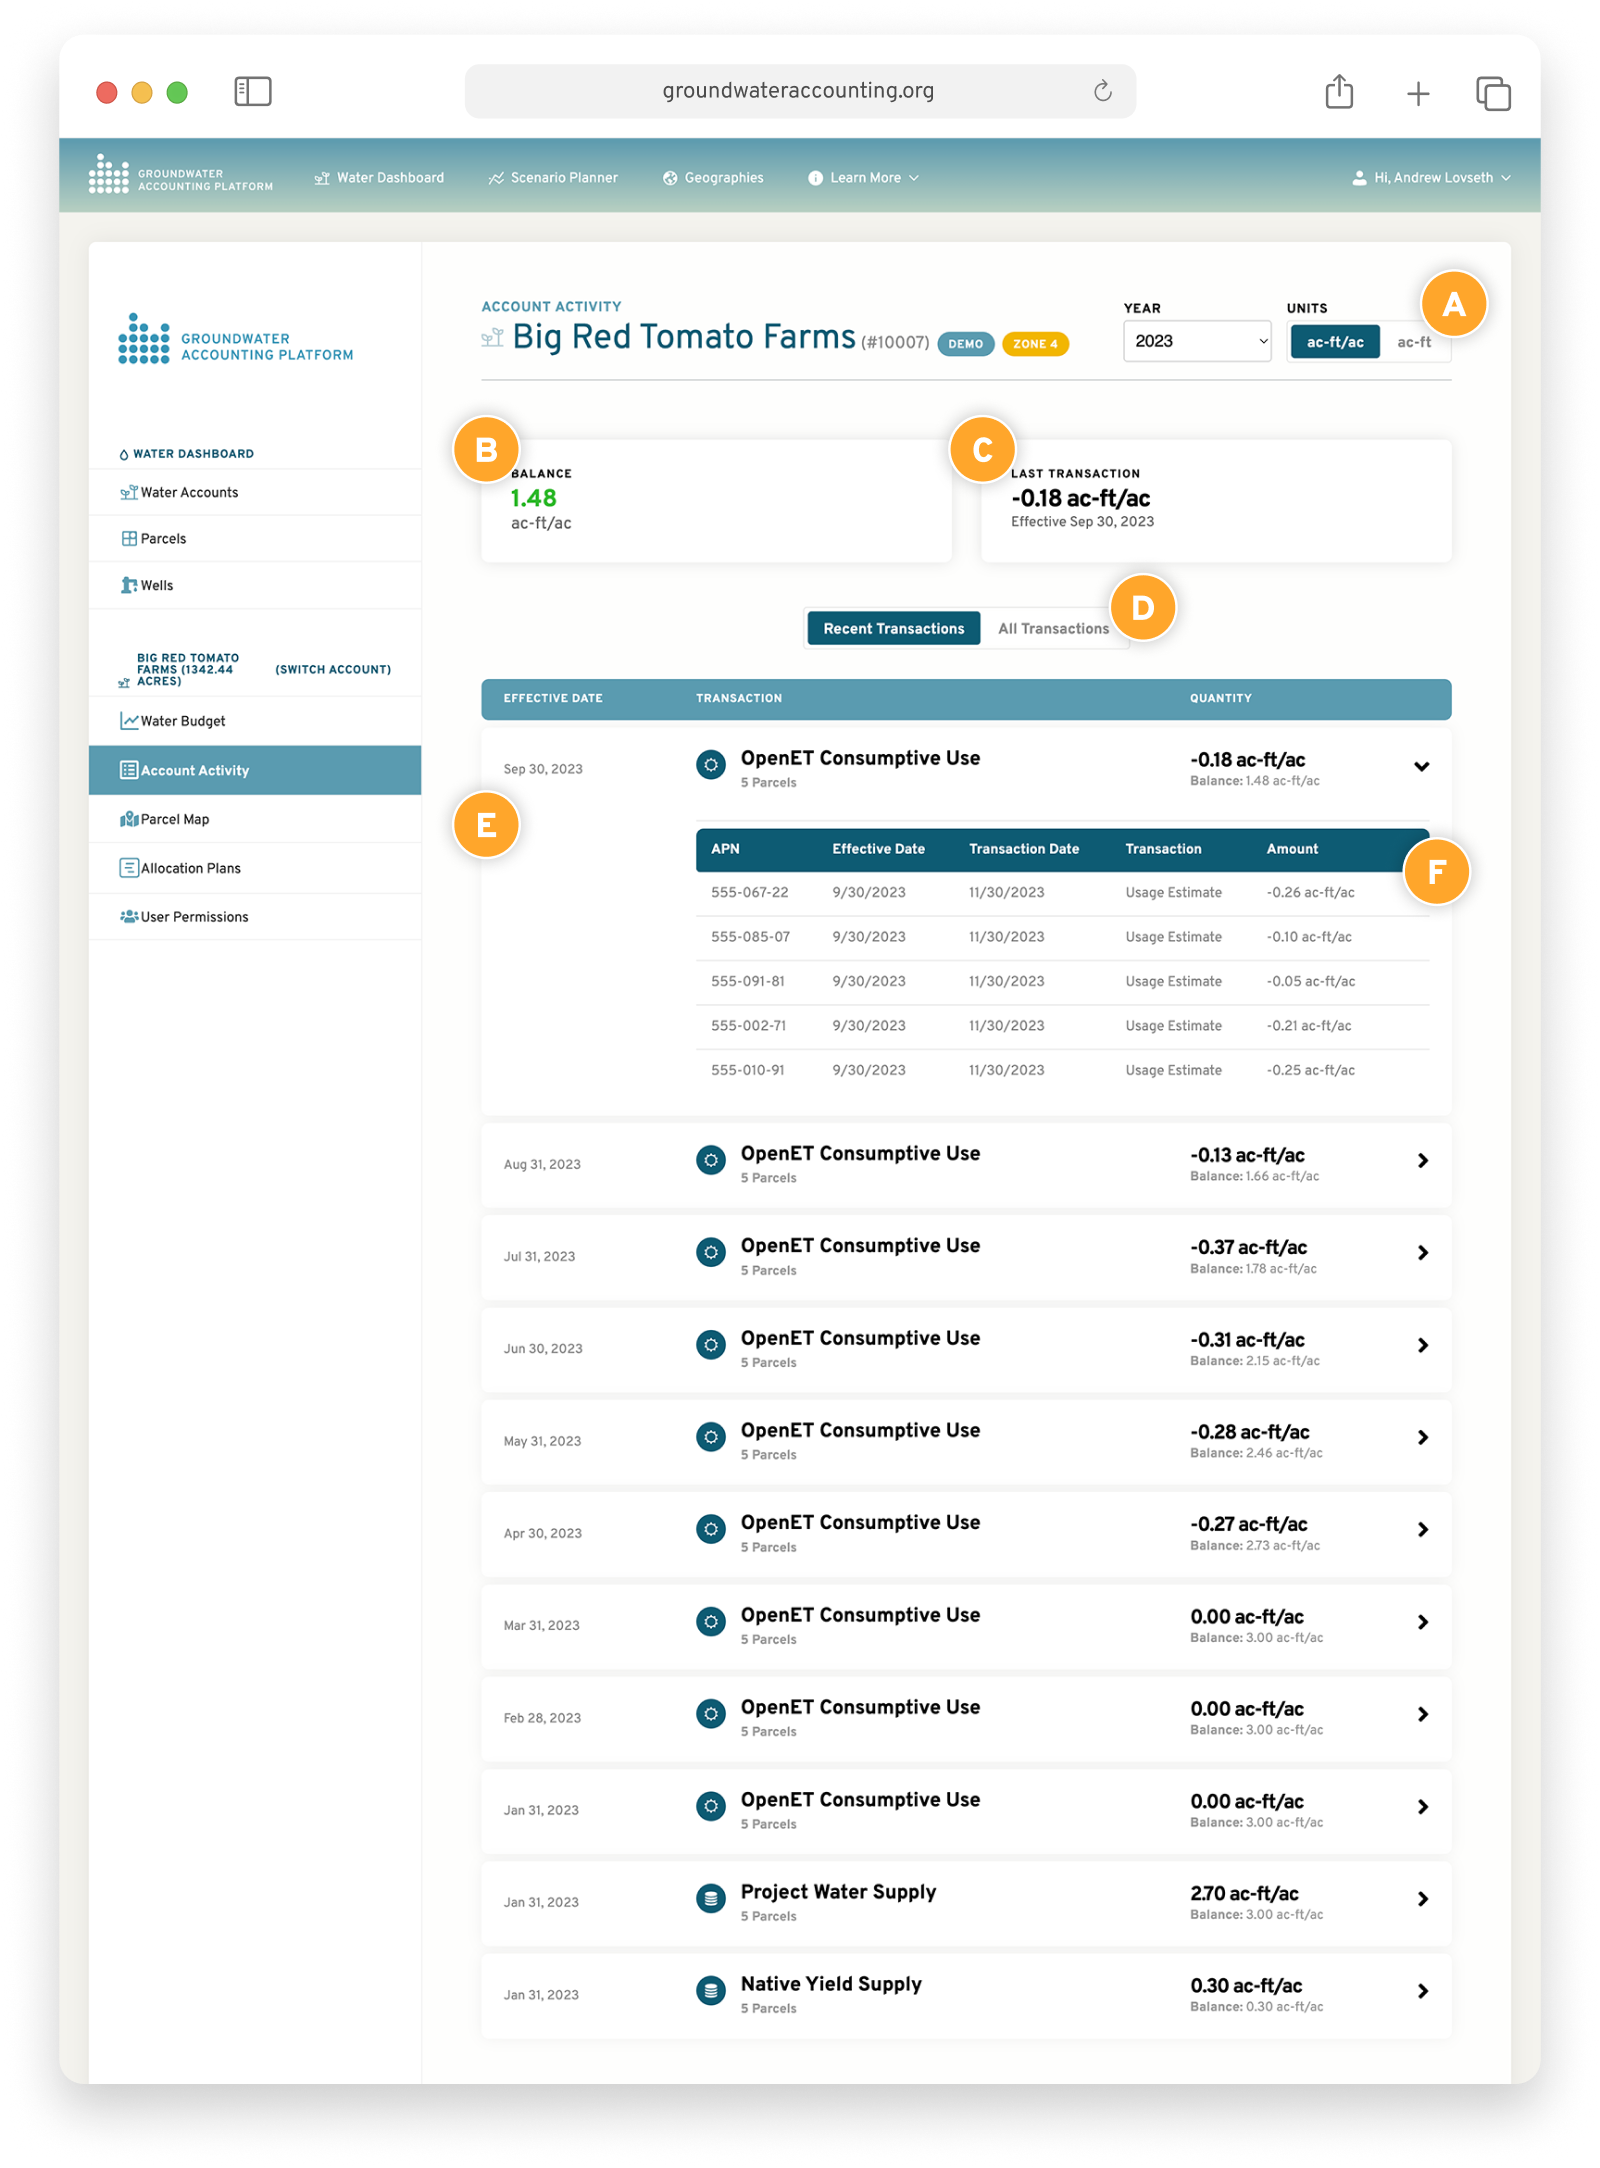 groundwateraccounting.org
GROUNDWATER
ACCOUNTING PLATFORM
Water Dashboard
Scenario Planner
Geographies
Learn More
Hi, Andrew Lovseth
GROUNDWATER
ACCOUNTING PLATFORM
WATER DASHBOARD
Water Accounts
Parcels
Wells
BIG RED TOMATO
FARMS (1342.44
ACRES)
(SWITCH ACCOUNT)
Water Budget
Account Activity
Parcel Map
Allocation Plans
User Permissions
ACCOUNT ACTIVITY
Big Red Tomato Farms (#10007) DEMO ZONE 4
YEAR
2023
UNITS
ac-ft/ac ac-ft
A
B
BALANCE
1.48
ac-ft/ac
C
LAST TRANSACTION
-0.18 ac-ft/ac
Effective Sep 30, 2023
Recent Transactions All Transactions
D
EFFECTIVE DATE TRANSACTION QUANTITY
Sep 30, 2023
OpenET Consumptive Use
5 Parcels
-0.18 ac-ft/ac
Balance: 1.48 ac-ft/ac
E
APN Effective Date Transaction Date Transaction Amount
F
555-067-22 9/30/2023 11/30/2023 Usage Estimate -0.26 ac-ft/ac
555-085-07 9/30/2023 11/30/2023 Usage Estimate -0.10 ac-ft/ac
555-091-81 9/30/2023 11/30/2023 Usage Estimate -0.05 ac-ft/ac
555-002-71 9/30/2023 11/30/2023 Usage Estimate -0.21 ac-ft/ac
555-010-91 9/30/2023 11/30/2023 Usage Estimate -0.25 ac-ft/ac
Aug 31, 2023
OpenET Consumptive Use
5 Parcels
-0.13 ac-ft/ac
Balance: 1.66 ac-ft/ac
Jul 31, 2023
OpenET Consumptive Use
5 Parcels
-0.37 ac-ft/ac
Balance: 1.78 ac-ft/ac
Jun 30, 2023
OpenET Consumptive Use
5 Parcels
-0.31 ac-ft/ac
Balance: 2.15 ac-ft/ac
May 31, 2023
OpenET Consumptive Use
5 Parcels
-0.28 ac-ft/ac
Balance: 2.46 ac-ft/ac
Apr 30, 2023
OpenET Consumptive Use
5 Parcels
-0.27 ac-ft/ac
Balance: 2.73 ac-ft/ac
Mar 31, 2023
OpenET Consumptive Use
5 Parcels
0.00 ac-ft/ac
Balance: 3.00 ac-ft/ac
Feb 28, 2023
OpenET Consumptive Use
5 Parcels
0.00 ac-ft/ac
Balance: 3.00 ac-ft/ac
Jan 31, 2023
OpenET Consumptive Use
5 Parcels
0.00 ac-ft/ac
Balance: 3.00 ac-ft/ac
Jan 31, 2023
Project Water Supply
5 Parcels
2.70 ac-ft/ac
Balance: 3.00 ac-ft/ac
Jan 31, 2023
Native Yield Supply
5 Parcels
0.30 ac-ft/ac
Balance: 0.30 ac-ft/ac